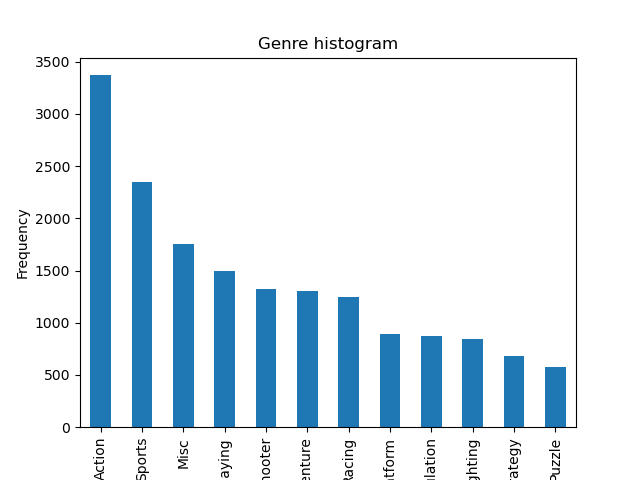 Genre histogram
3500
3000
2500
2000
1500
1000
500
0
Frequency
Action
Sports
Misc
aying
hooter
enture
Racing
atform
ulation
ghting
rategy
Puzzle